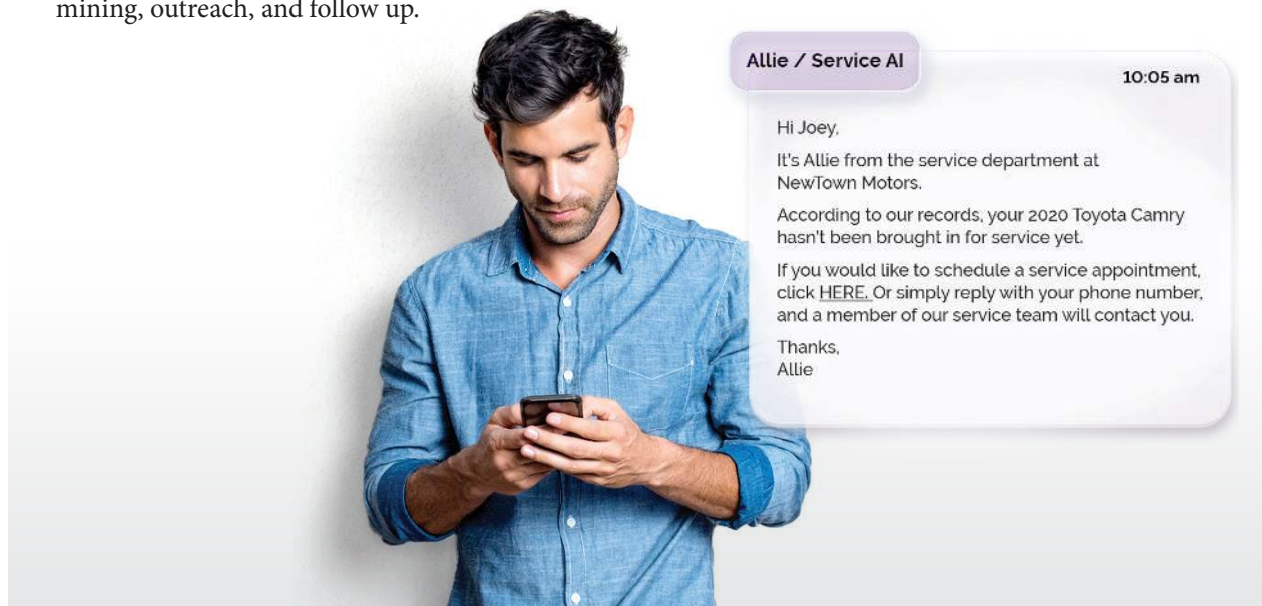 mining, outreach, and follow up.
Allie / Service AI
10:05 am
Hi Joey,
It's Allie from the service department at
NewTown Motors.
According to our records, your 2020 Toyota Camry
hasn't been brought in for service yet.
If you would like to schedule a service appointment,
click HERE. Or simply reply with your phone number,
and a member of our service team will contact you.
Thanks,
Allie